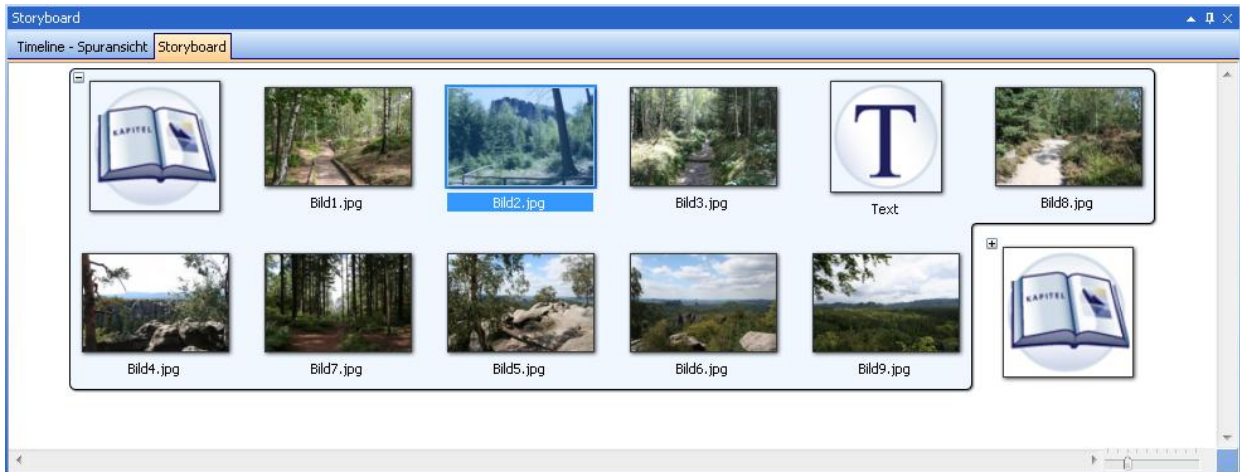 Storyboard
Timeline - Spuransicht Storyboard
KAPITEL
Bild1.jpg
Bild2.jpg
Bild3.jpg
T
Text
Bild8.jpg
Bild4.jpg
Bild7.jpg
Bild5.jpg
Bild6.jpg
Bild9.jpg
KAPITEL